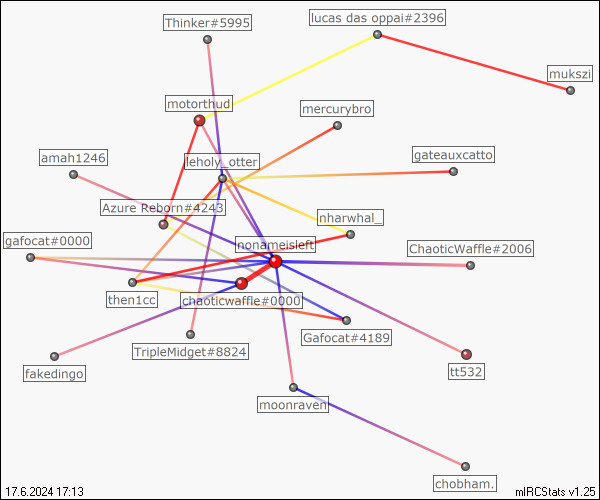 Thinker#5995
lucas das oppai#2396
mukszi
motorthud
mercurybro
amah1246
leholy_otter
gateauxcatto
Azure Reborn#4243
nharwhal_
gafocat#0000
nonameisleft
ChaoticWaffle#2006
then1cc
chaoticwaffle#0000
Gafocat#4189
TripleMidget#8824
fakedingo
tt532
moonraven
chobham.
17.6.2024 17:13
mIRCStats v1.25